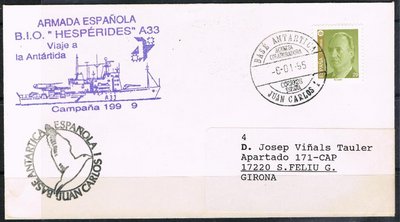 ARMADA ESPAÑOLA
B.I.O. "HESPÉRIDES" A33
Viaje a
la Antártida
A33
Campaña 199 9
BASE ANTARTICA ESPAÑOLA
JUAN CARLOS I
BASE ANTARTICA
JUAN CARLOS I
4
D. Josep Viñals Tauler
Apartado 171-CAP
17220 S.FELIU G.
GIRONA